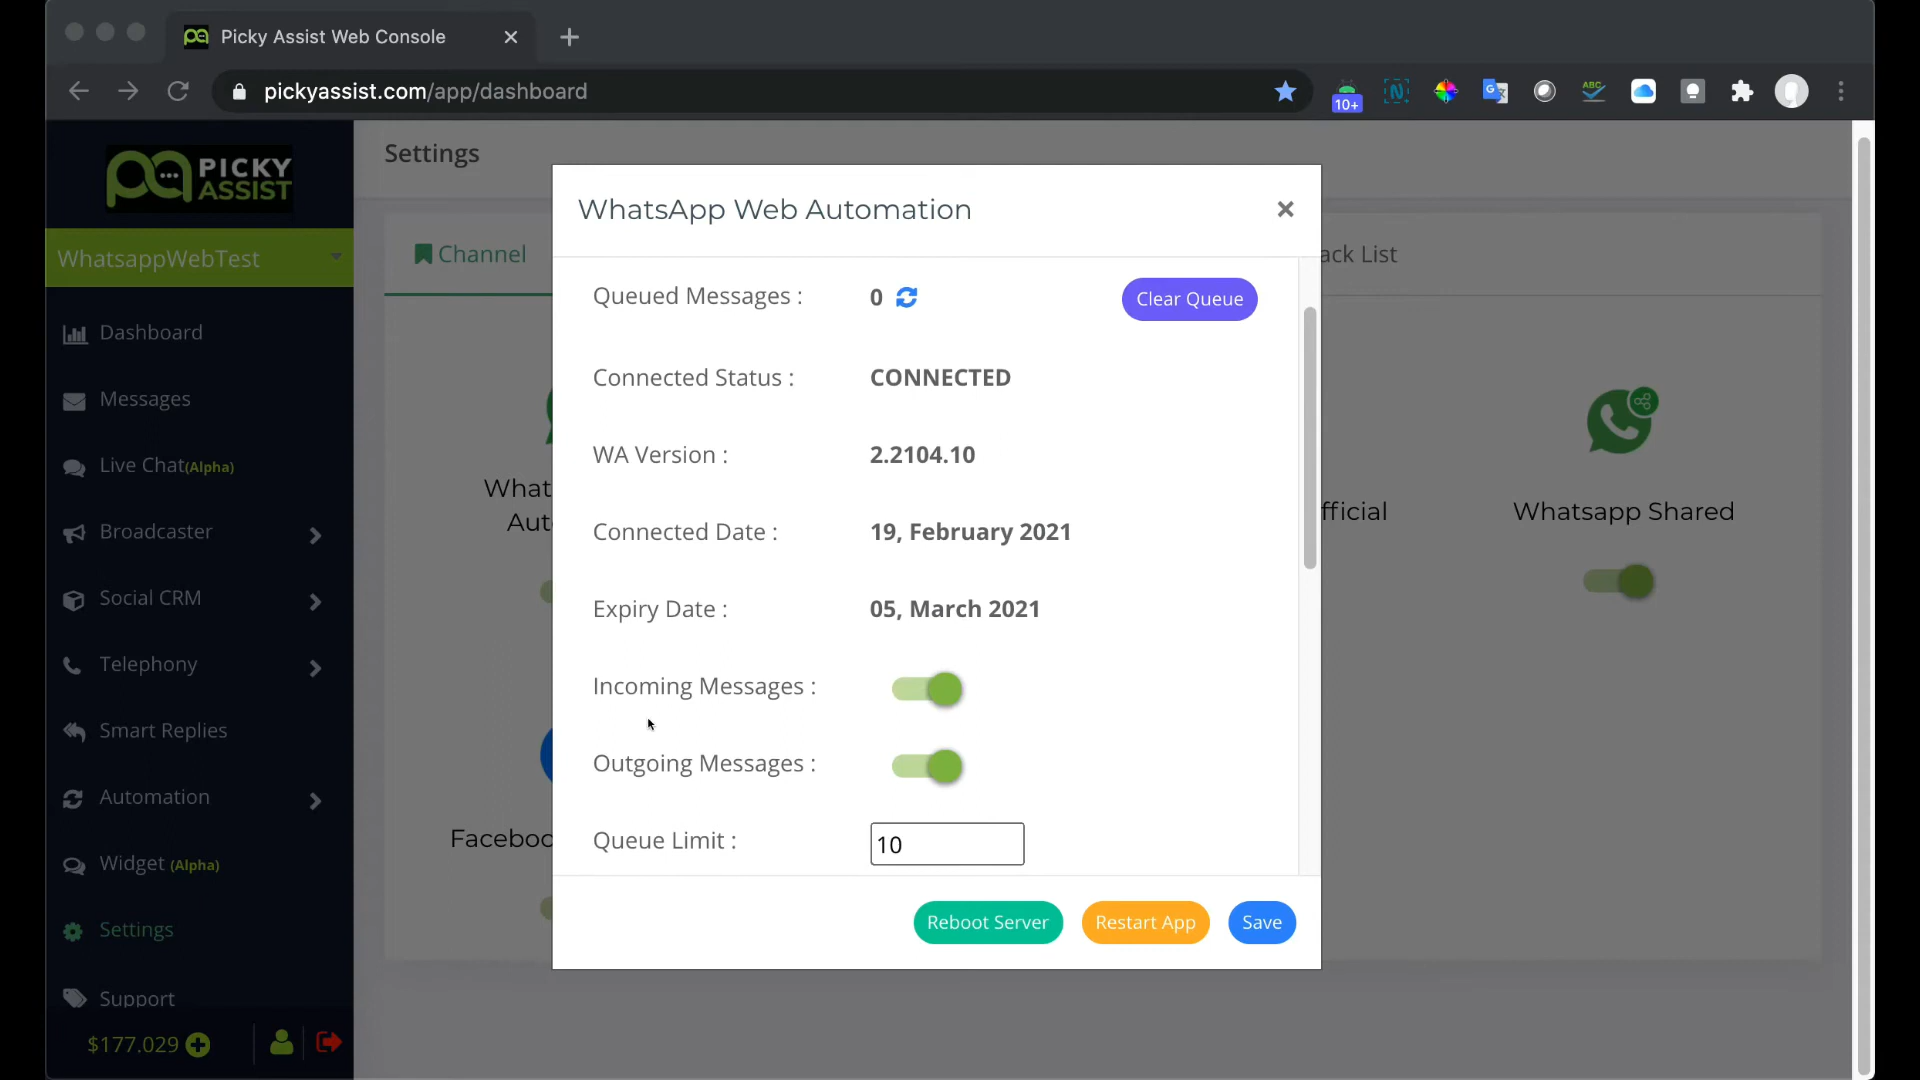 Picky Assist Web Console
pickyassist.com/app/dashboard
10+
ABC
PICKY
ASSIST
WhatsappWebTest
Dashboard
Messages
Live Chat(Alpha)
Broadcaster
Social CRM
Telephony
Smart Replies
Automation
Widget (Alpha)
Settings
Support
$177.029
Settings
Channel
ack List
What
Aut
fficial
Whatsapp Shared
Faceboo
WhatsApp Web Automation
Queued Messages : 0 Clear Queue
Connected Status : CONNECTED
WA Version : 2.2104.10
Connected Date : 19, February 2021
Expiry Date : 05, March 2021
Incoming Messages :
Outgoing Messages :
Queue Limit : 10
Reboot Server Restart App Save